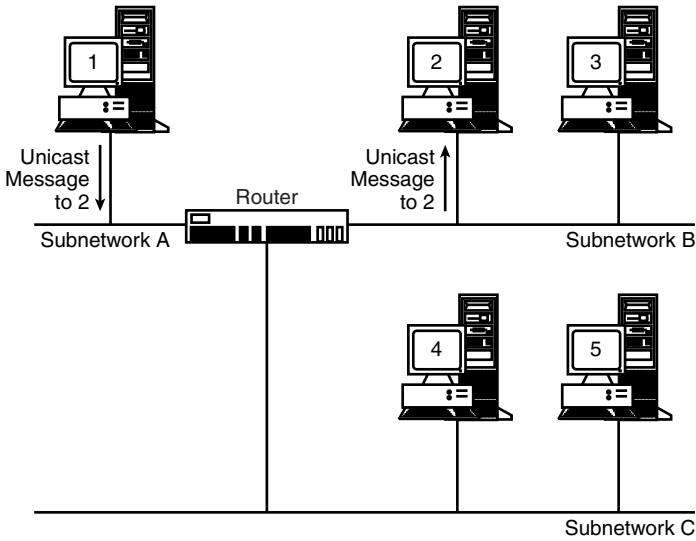 1
2
3
Unicast
Message
to 2
Unicast
Message
to 2
Router
Subnetwork A
Subnetwork B
4
5
Subnetwork C